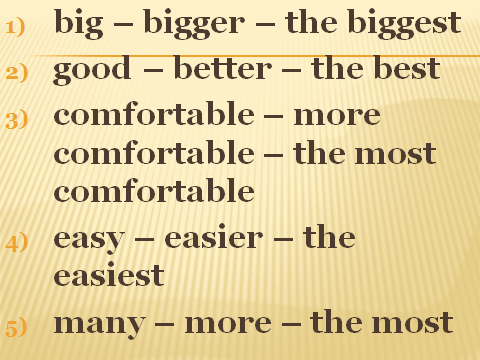 1) big – bigger – the biggest
2) good – better – the best
3) comfortable – more
comfortable – the most
comfortable
4) easy – easier – the
easiest
5) many – more – the most